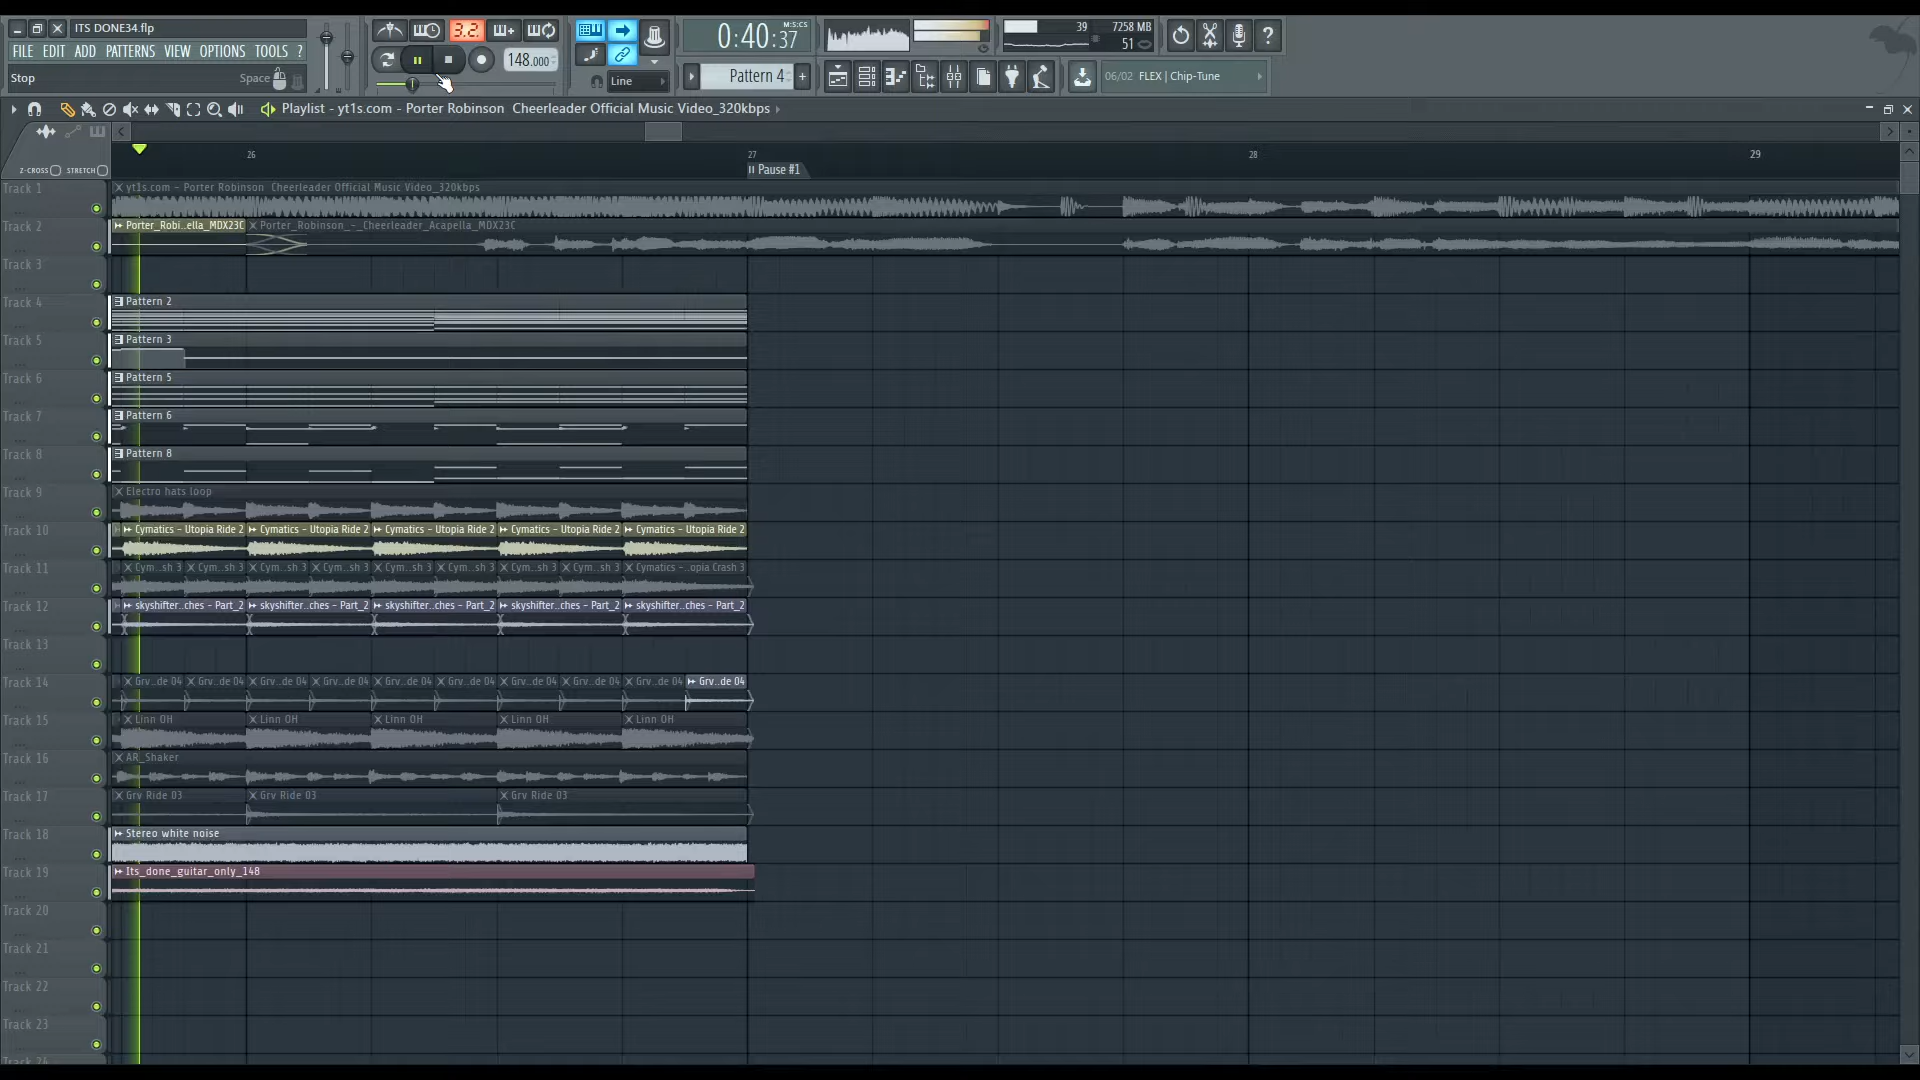 ITS DONE34.flp
FILE EDIT ADD PATTERNS VIEW OPTIONS TOOLS ?
Stop
Space
3.2
148.000
Line
0:40:37
M:S:CS
Pattern 4
39
7258 MB
51
06/02 FLEX | Chip-Tune
Playlist - yt1s.com - Porter Robinson Cheerleader Official Music Video_320kbps
Z-CROSS
STRETCH
26
27
28
29
Pause #1
Track 1
yt1s.com - Porter Robinson Cheerleader Official Music Video_320kbps
Track 2
Porter_Robi..ella_MDX23C
Porter_Robinson_-_Cheerleader_Acapella_MDX23C
Track 3
Track 4
Pattern 2
Track 5
Pattern 3
Track 6
Pattern 5
Track 7
Pattern 6
Track 8
Pattern 8
Track 9
Electro hats loop
Track 10
Cymatics - Utopia Ride 2 Cymatics - Utopia Ride 2 Cymatics - Utopia Ride 2 Cymatics - Utopia Ride 2 Cymatics - Utopia Ride 2
Track 11
Cym..sh 3 Cym..sh 3 Cym..sh 3 Cym..sh 3 Cym..sh 3 Cym..sh 3 Cym..sh 3 Cym..sh 3 Cymatics -..opia Crash 3
Track 12
skyshifter..ches - Part_2 skyshifter..ches - Part_2 skyshifter..ches - Part_2 skyshifter..ches - Part_2 skyshifter..ches - Part_2
Track 13
Track 14
Grv..de 04 Grv..de 04 Grv..de 04 Grv..de 04 Grv..de 04 Grv..de 04 Grv..de 04 Grv..de 04 Grv..de 04 Grv..de 04
Track 15
Linn OH Linn OH Linn OH Linn OH Linn OH
Track 16
AR_Shaker
Track 17
Grv Ride 03 Grv Ride 03 Grv Ride 03
Track 18
Stereo white noise
Track 19
Its_done_guitar_only_148
Track 20
Track 21
Track 22
Track 23
Track 24